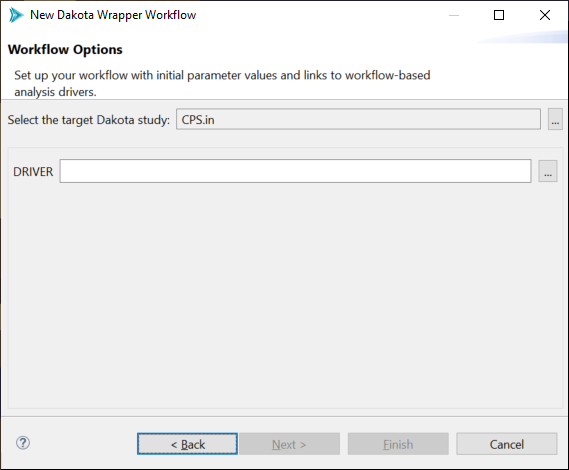 New Dakota Wrapper Workflow
Workflow Options
Set up your workflow with initial parameter values and links to workflow-based
analysis drivers.
Select the target Dakota study: CPS.in ...
DRIVER ...
? < Back Next > Finish Cancel